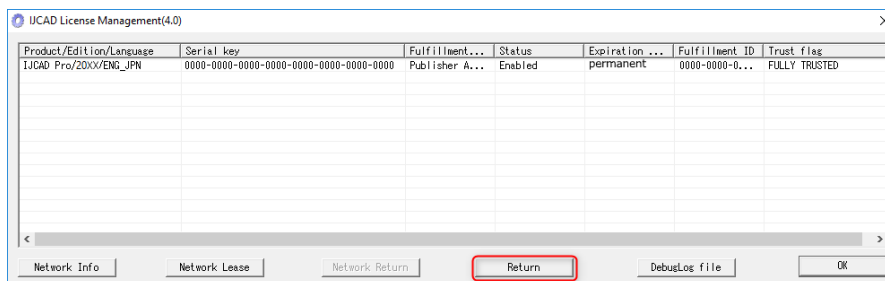 IJCAD License Management(4.0)
Product/Edition/Language Serial key Fulfillment... Status Expiration ... Fulfillment ID Trust flag
IJCAD Pro/20XX/ENG_JPN 0000-0000-0000-0000-0000-0000-0000-0000 Publisher A... Enabled permanent 0000-0000-0... FULLY TRUSTED
Network Info Network Lease Network Return Return DebugLog file OK